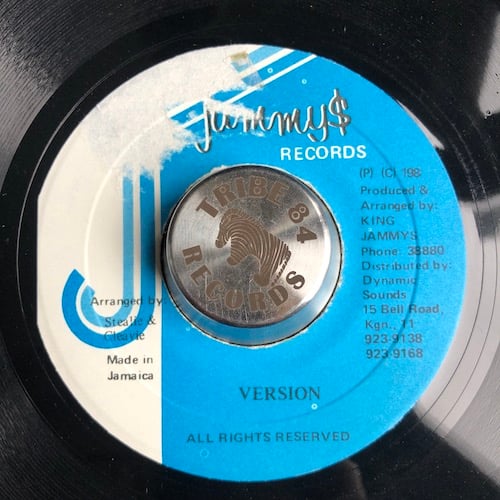 Jammy$
RECORDS
(P) (C) 198
Produced &
Arranged by:
KING
JAMMYS
Phone: 38880
Distributed by:
Dynamic
Sounds
15 Bell Road,
Kgn., 11
923-9138
923-9168
TRIBE 84
RECORDS
Arranged by
Steelie &
Cleavie
Made in
Jamaica
VERSION
ALL RIGHTS RESERVED